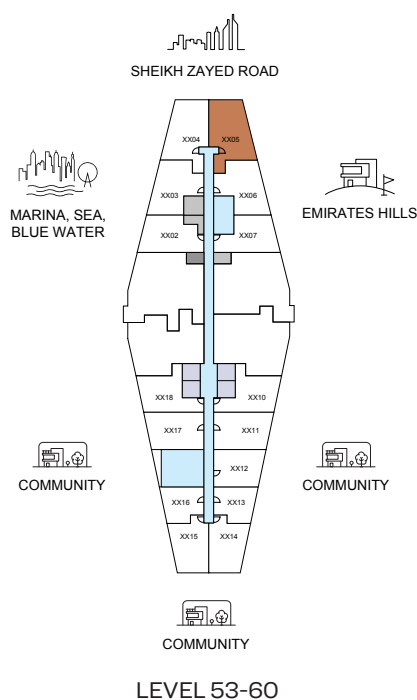 SHEIKH ZAYED ROAD
XX04 XX05
MARINA, SEA,
BLUE WATER
XX03 XX06
EMIRATES HILLS
XX02 XX07
XX18 XX10
XX17 XX11
XX12
COMMUNITY
COMMUNITY
XX16 XX13
XX15 XX14
COMMUNITY
LEVEL 53-60